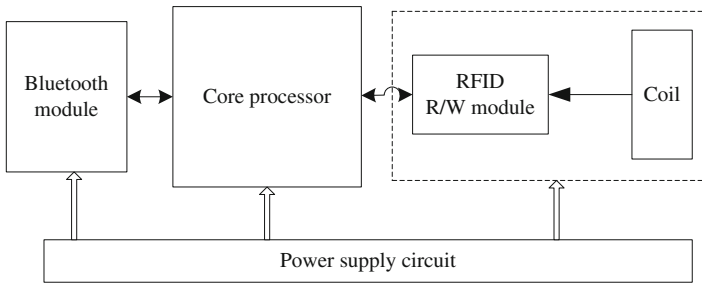 Bluetooth
module
Core processor
RFID
R/W module
Coil
Power supply circuit